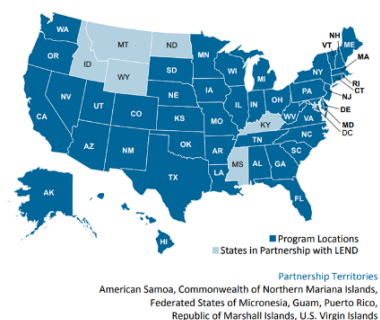 WA
MT
ND
MN
VT
NH
ME
OR
ID
WY
SD
WI
MI
NY
MA
RI
CT
NV
UT
CO
NE
IA
IL
IN
OH
PA
NJ
DE
MD
DC
CA
KS
MO
KY
WV
VA
AZ
NM
OK
AR
TN
NC
SC
TX
LA
MS
AL
GA
FL
AK
HI
Program Locations
States in Partnership with LEND
Partnership Territories
American Samoa, Commonwealth of Northern Mariana Islands,
Federated States of Micronesia, Guam, Puerto Rico,
Republic of Marshall Islands, U.S. Virgin Islands